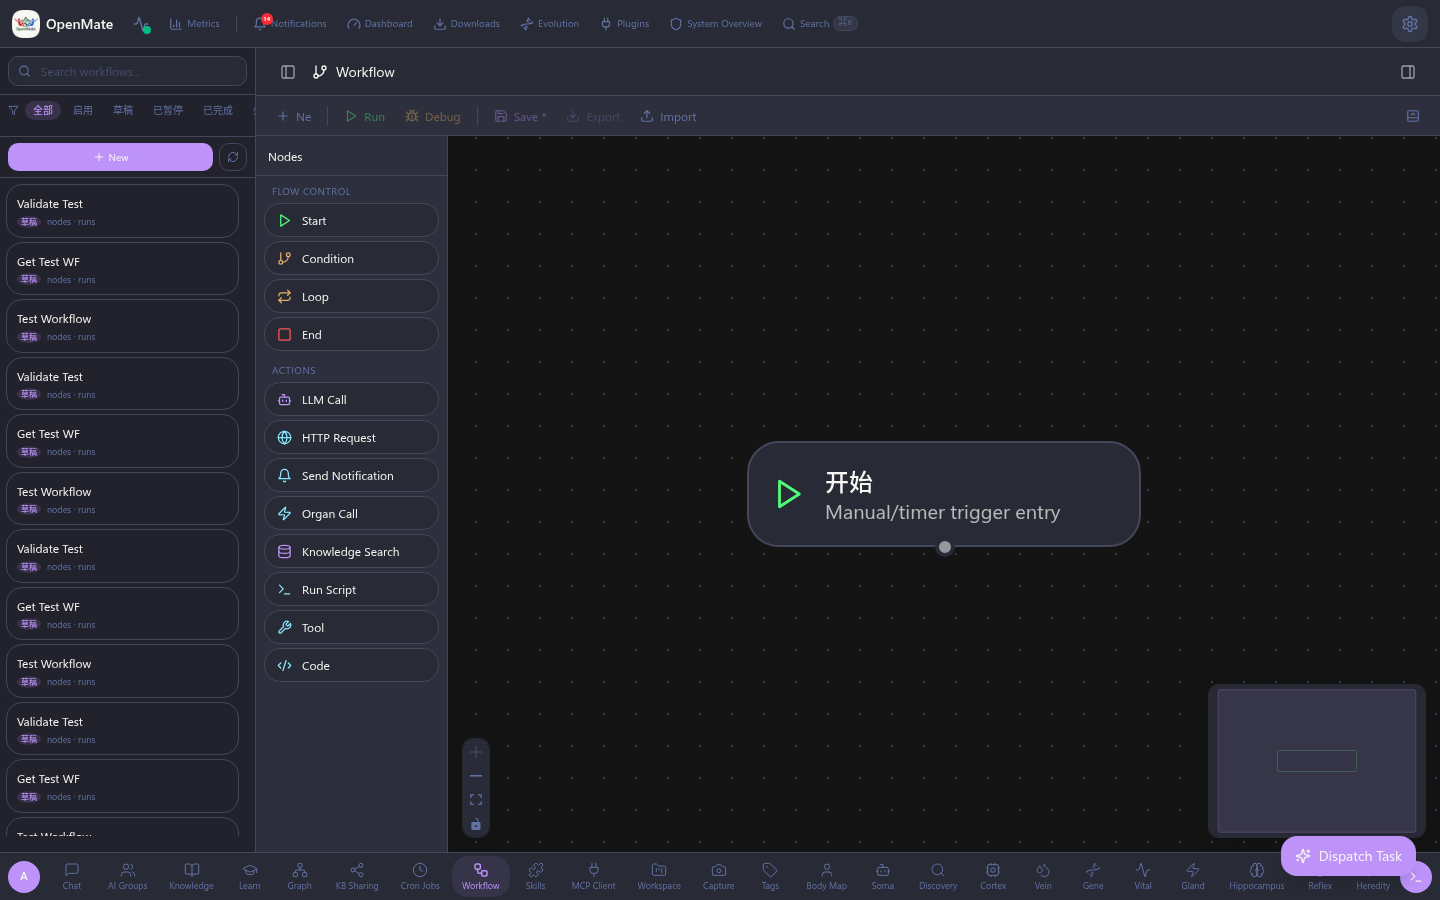 OpenMate
Metrics
14
Notifications
Dashboard
Downloads
Evolution
Plugins
System Overview
Search
⌘K
Search workflows...
全部
启用
草稿
已暂停
已完成
New
Validate Test
草稿 nodes · runs
Get Test WF
草稿 nodes · runs
Test Workflow
草稿 nodes · runs
Validate Test
草稿 nodes · runs
Get Test WF
草稿 nodes · runs
Test Workflow
草稿 nodes · runs
Validate Test
草稿 nodes · runs
Get Test WF
草稿 nodes · runs
Test Workflow
草稿 nodes · runs
Validate Test
草稿 nodes · runs
Get Test WF
草稿 nodes · runs
Test Workflow
Workflow
Ne
Run
Debug
Save *
Export
Import
Nodes
FLOW CONTROL
Start
Condition
Loop
End
ACTIONS
LLM Call
HTTP Request
Send Notification
Organ Call
Knowledge Search
Run Script
Tool
Code
开始
Manual/timer trigger entry
Dispatch Task
A
Chat
AI Groups
Knowledge
Learn
Graph
KB Sharing
Cron Jobs
Workflow
Skills
MCP Client
Workspace
Capture
Tags
Body Map
Soma
Discovery
Cortex
Vein
Gene
Vital
Gland
Hippocampus
Reflex
Heredity